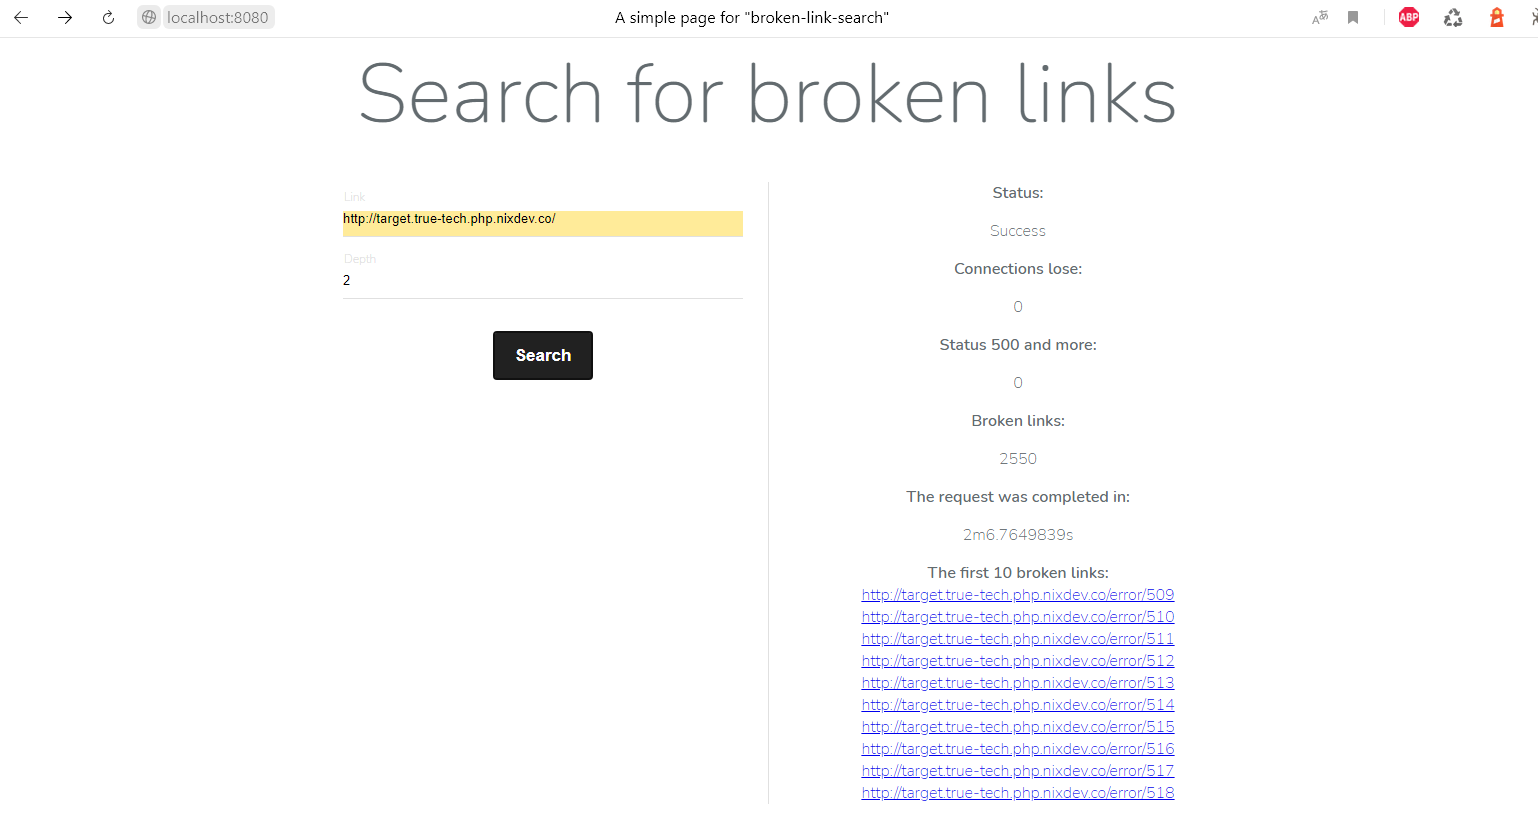 localhost:8080
A simple page for "broken-link-search"
ABP
Search for broken links
Link
http://target.true-tech.php.nixdev.co/
Depth
2
Search
Status:
Success
Connections lose:
0
Status 500 and more:
0
Broken links:
2550
The request was completed in:
2m6.7649839s
The first 10 broken links:
http://target.true-tech.php.nixdev.co/error/509
http://target.true-tech.php.nixdev.co/error/510
http://target.true-tech.php.nixdev.co/error/511
http://target.true-tech.php.nixdev.co/error/512
http://target.true-tech.php.nixdev.co/error/513
http://target.true-tech.php.nixdev.co/error/514
http://target.true-tech.php.nixdev.co/error/515
http://target.true-tech.php.nixdev.co/error/516
http://target.true-tech.php.nixdev.co/error/517
http://target.true-tech.php.nixdev.co/error/518